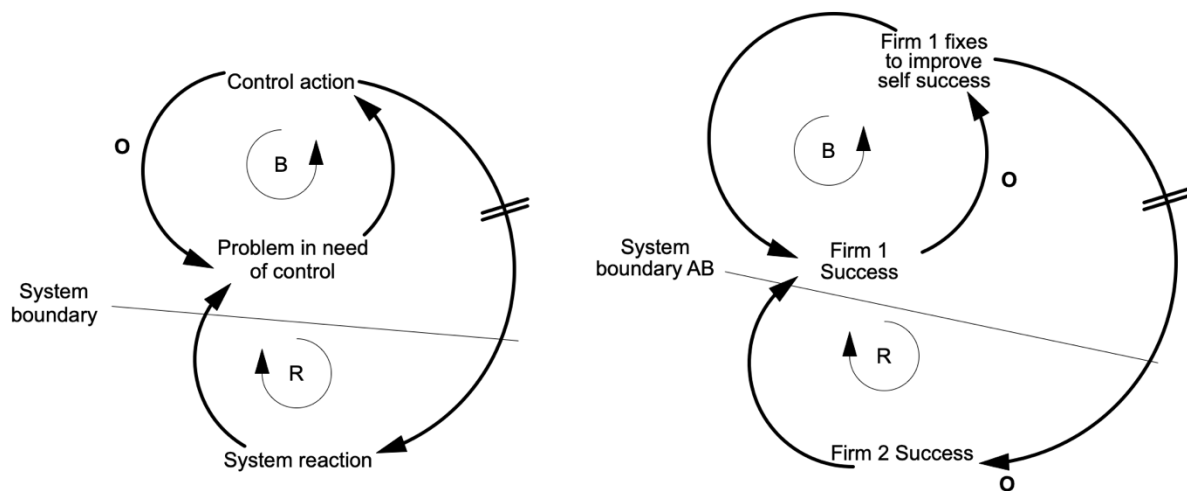 Control action
O
B
Problem in need
of control
System
boundary
R
System reaction
Firm 1 fixes
to improve
self success
B
O
System
boundary AB
Firm 1
Success
R
Firm 2 Success
O